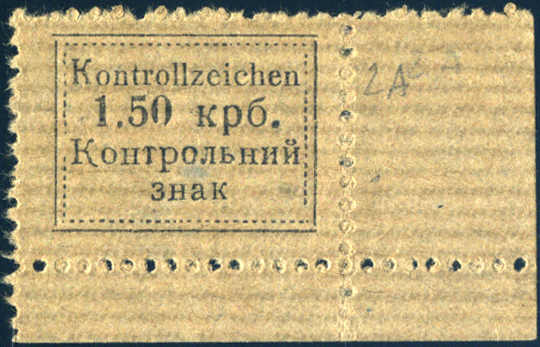 Kontrollzeichen
1.50 крб.
Контрольний
знак